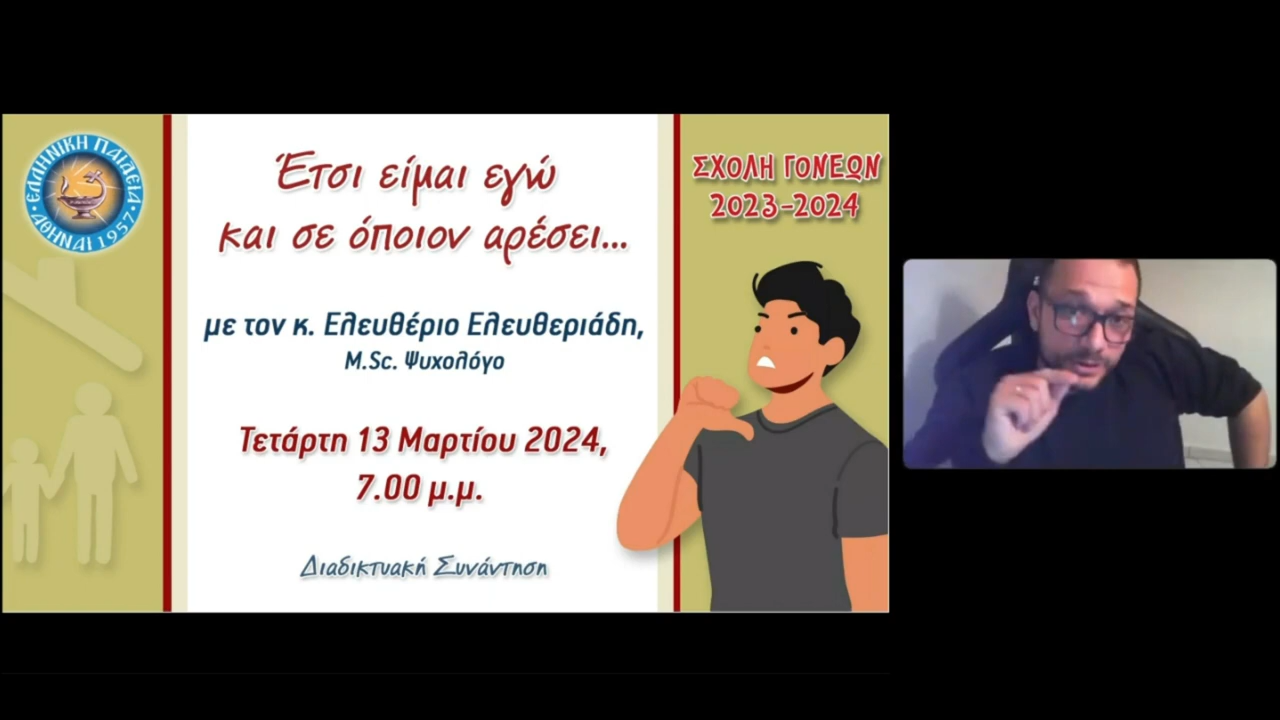 ΕΛΛΗΝΙΚΗ ΠΑΙΔΕΙΑ
ΑΘΗΝΑΙ 1957
Έτσι είμαι εγώ
και σε όποιον αρέσει...
με τον κ. Ελευθέριο Ελευθεριάδη,
M.Sc. Ψυχολόγο
Τετάρτη 13 Μαρτίου 2024,
7.00 μ.μ.
Διαδικτυακή Συνάντηση
ΣΧΟΛΗ ΓΟΝΕΩΝ
2023-2024